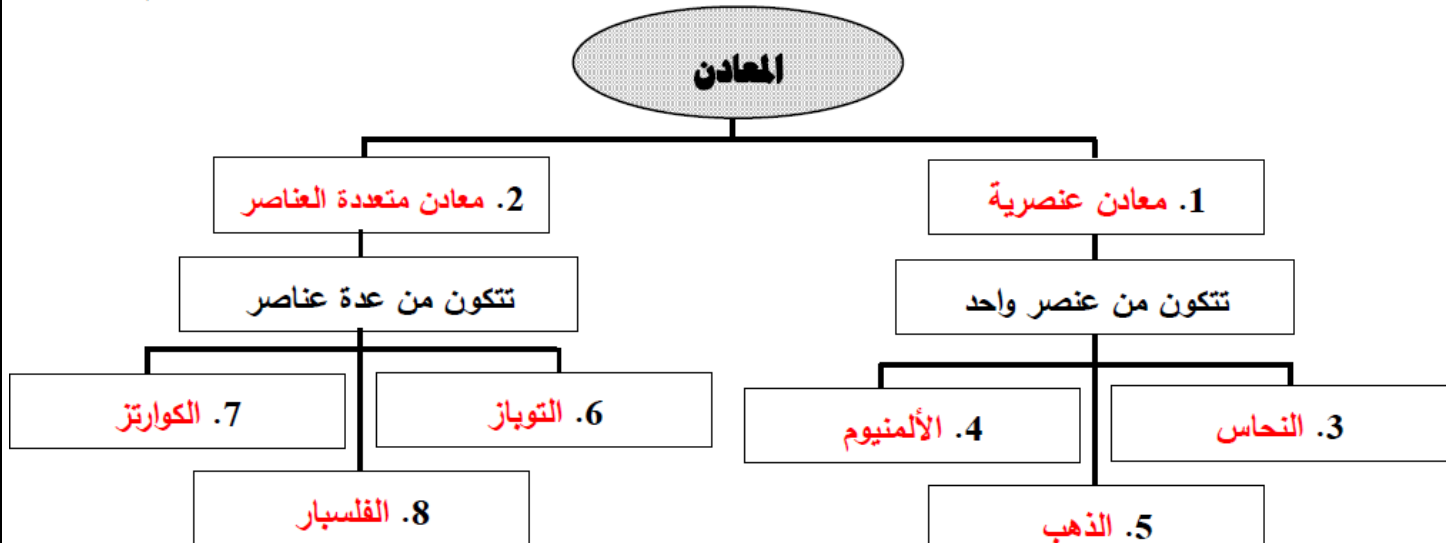 المعادن
1. معادن عنصرية
2. معادن متعددة العناصر
تتكون من عنصر واحد
تتكون من عدة عناصر
3. النحاس
4. الألمنيوم
5. الذهب
6. التوباز
7. الكوارتز
8. الفلسبار